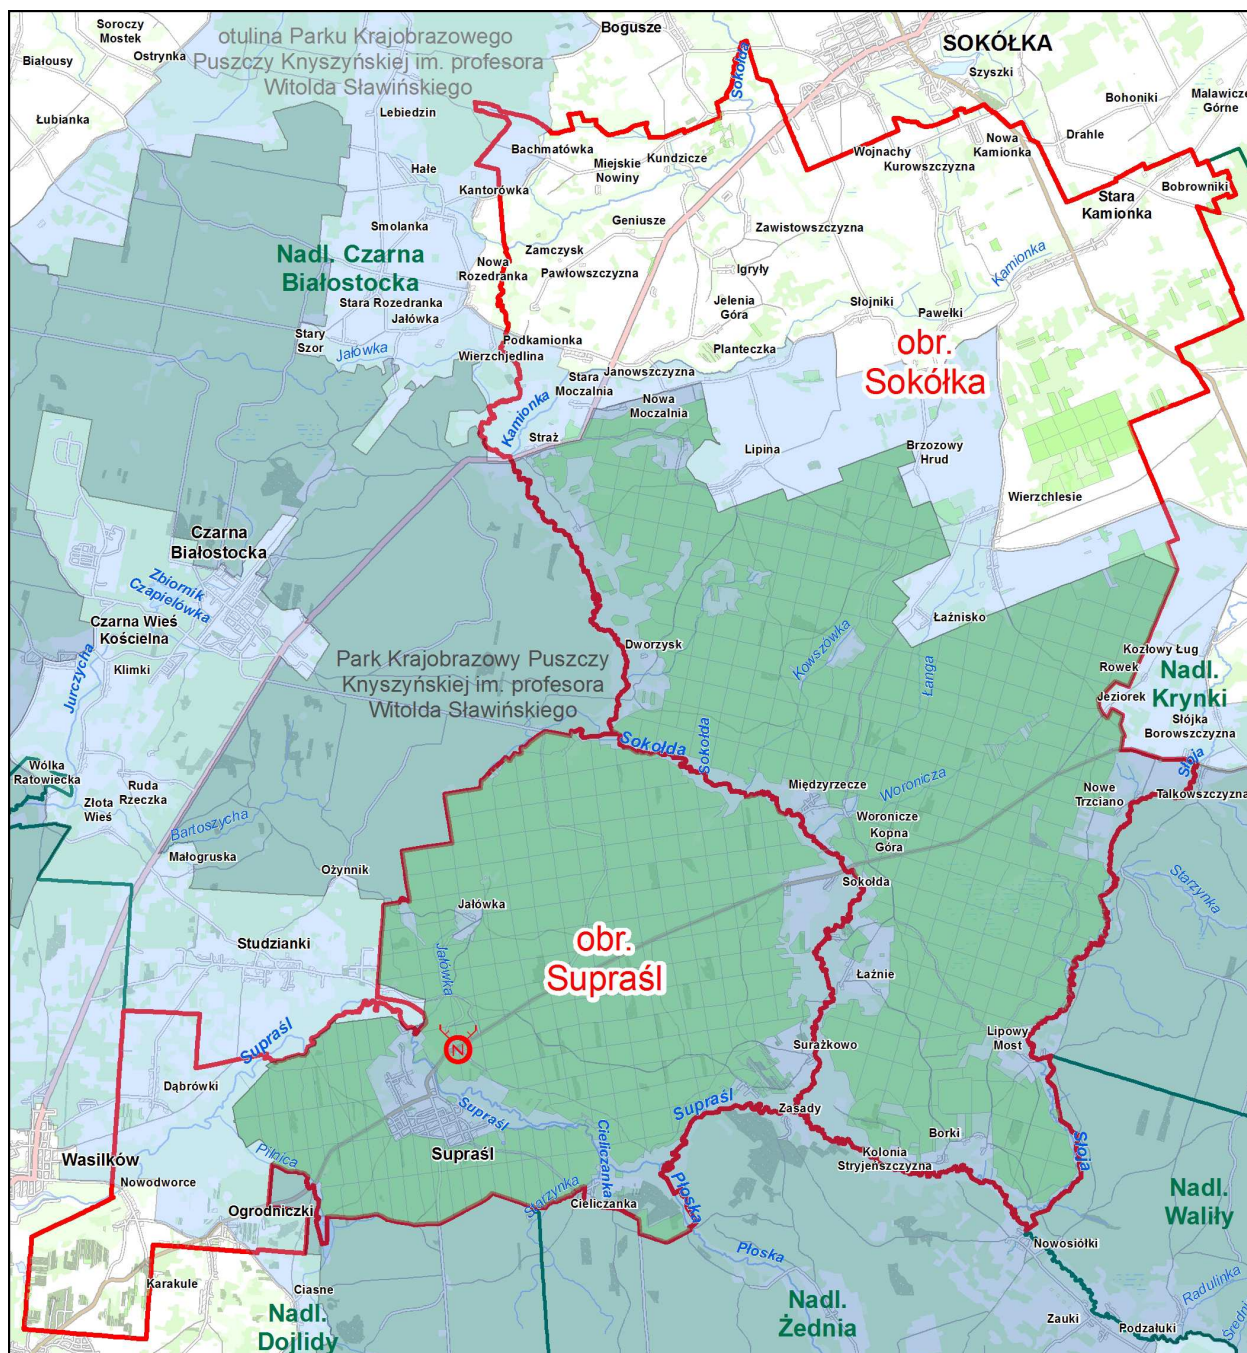 Soroczy
Mostek
Białousy
Ostrynka
otulina Parku Krajobrazowego
Puszczy Knyszyńskiej im. profesora
Witolda Sławińskiego
Bogusze
Sokołda
SOKÓŁKA
Szyszki
Bohoniki
Malawicze
Górne
Łubianka
Lebiedzin
Bachmatówka
Miejskie
Nowiny
Kundzicze
Wojnachy
Kurowszczyzna
Nowa
Kamionka
Drahle
Hałe
Kantorówka
Stara
Kamionka
Bobrowniki
Smolanka
Geniusze
Zawistowszczyzna
Nadl. Czarna
Białostocka
Zamczysk
Nowa
Rozedranka
Pawłowszczyzna
Igryły
Kamionka
Stara Rozedranka
Jałówka
Jelenia
Góra
Słojniki
Pawełki
Stary
Szor
Jałówka
Podkamionka
Wierzchjedlina
Planteczka
obr.
Sokółka
Stara
Moczalnia
Janowszczyzna
Nowa
Moczalnia
Kamionka
Straż
Lipina
Brzozowy
Hrud
Wierzchlesie
Czarna
Białostocka
Zbiornik
Czapielówka
Czarna Wieś
Kościelna
Klimki
Jurczycha
Łaźnisko
Dworzysk
Kowszówka
Łanga
Kozłowy Ług
Rowek
Nadl.
Krynki
Jeziorek
Park Krajobrazowy Puszczy
Knyszyńskiej im. profesora
Witolda Sławińskiego
Słójka
Borowszczyzna
Sokołda
Sokołda
Słoja
Wólka
Ratowiecka
Ruda
Rzeczka
Złota
Wieś
Międzyrzecze
Woronicza
Nowe
Trzciano
Talkowszczyzna
Bartoszycha
Woronicze
Kopna
Góra
Małogruska
Ożynnik
Sokołda
Starzynka
Jałówka
Studzianki
Jałówka
obr.
Supraśl
Łaźnie
Supraśl
N
Surażkowo
Lipowy
Most
Dąbrówki
Supraśl
Supraśl
Zasady
Cieliczanka
Borki
Kolonia
Stryjeńszczyzna
Słoja
Wasilków
Pilnica
Supraśl
Nowodworce
Ogrodniczki
Starzynka
Cieliczanka
Płoska
Nadl.
Waliły
Płoska
Nowosiółki
Karakule
Ciasne
Nadl.
Dojlidy
Nadl.
Żednia
Zauki
Podzałuki
Radulinka